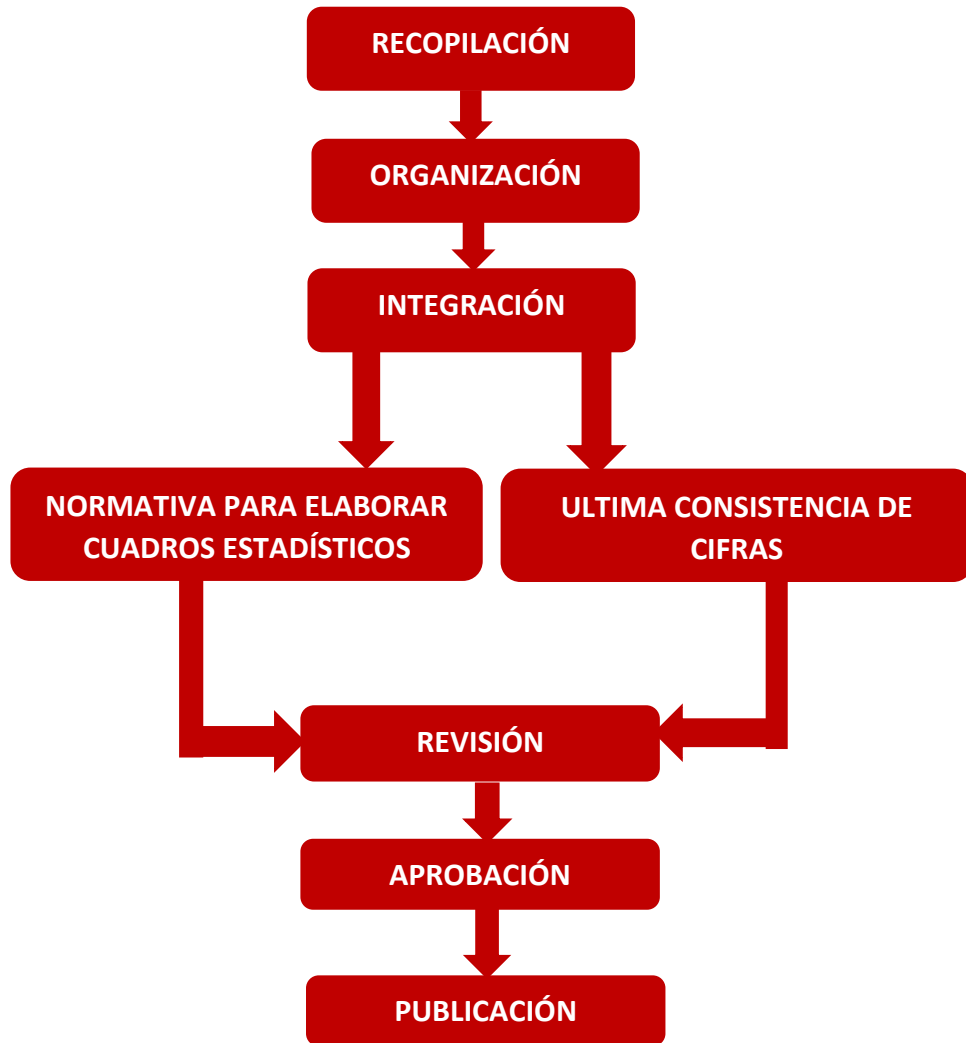 RECOPILACIÓN
ORGANIZACIÓN
INTEGRACIÓN
NORMATIVA PARA ELABORAR
CUADROS ESTADÍSTICOS
ULTIMA CONSISTENCIA DE
CIFRAS
REVISIÓN
APROBACIÓN
PUBLICACIÓN